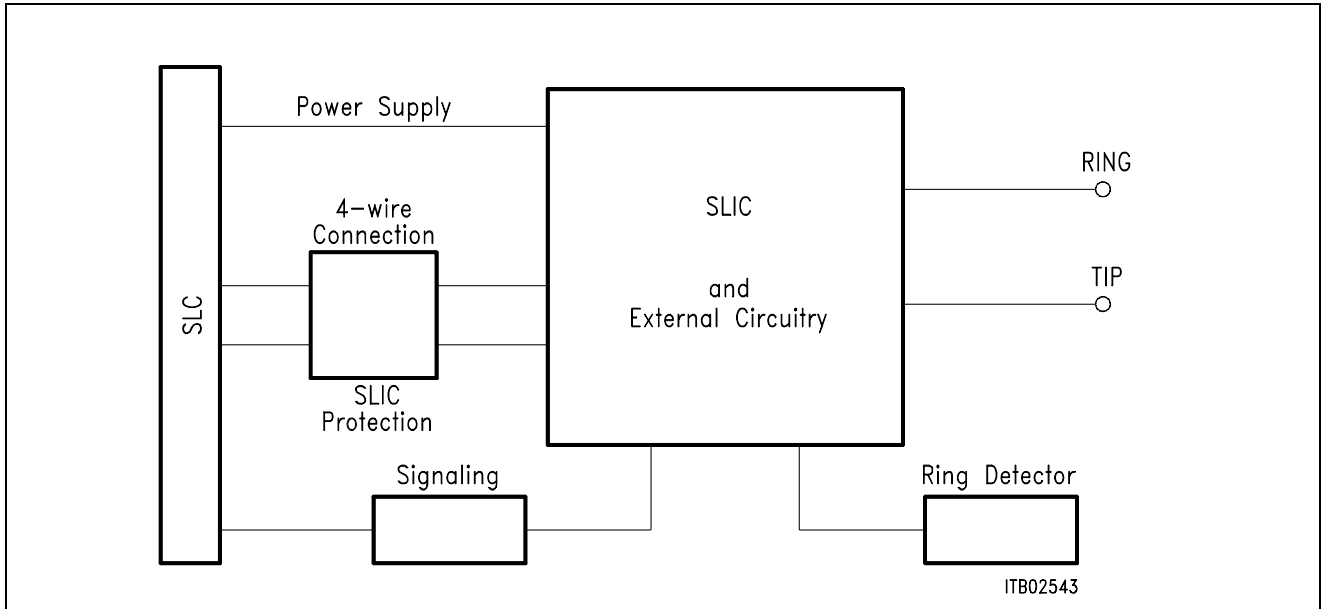 Power Supply
RING
SLIC
4-wire
Connection
TIP
SLC
and
External Circuitry
SLIC
Protection
Signaling
Ring Detector
ITB02543